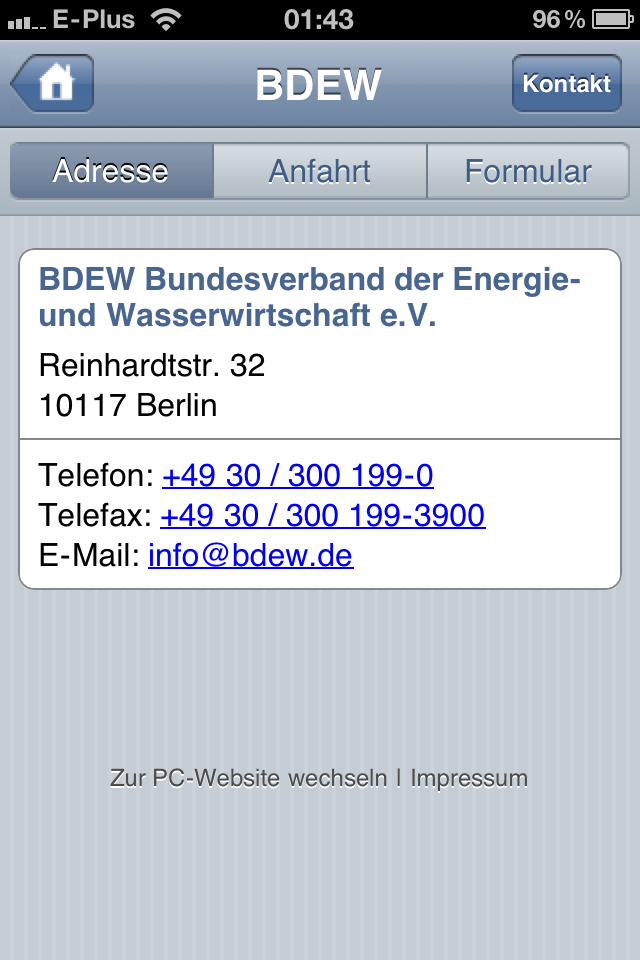 E-Plus 01:43 96 %
BDEW Kontakt
Adresse Anfahrt Formular
BDEW Bundesverband der Energie-
und Wasserwirtschaft e.V.
Reinhardtstr. 32
10117 Berlin
Telefon: +49 30 / 300 199-0
Telefax: +49 30 / 300 199-3900
E-Mail: info@bdew.de
Zur PC-Website wechseln | Impressum